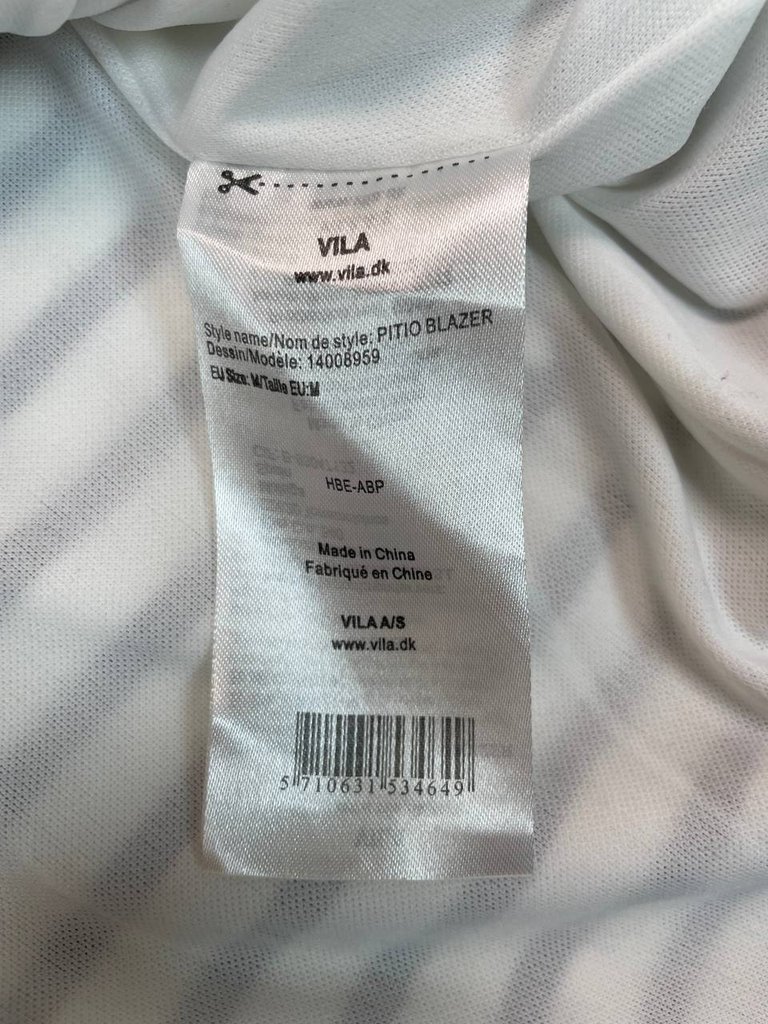 VILA
www.vila.dk
Style name/Nom de style: PITIO BLAZER
Dessin/Modèle: 14008959
EU Size: M/Taille EU:M
HBE-ABP
Made in China
Fabriqué en Chine
VILA A/S
www.vila.dk
5 710631 534649